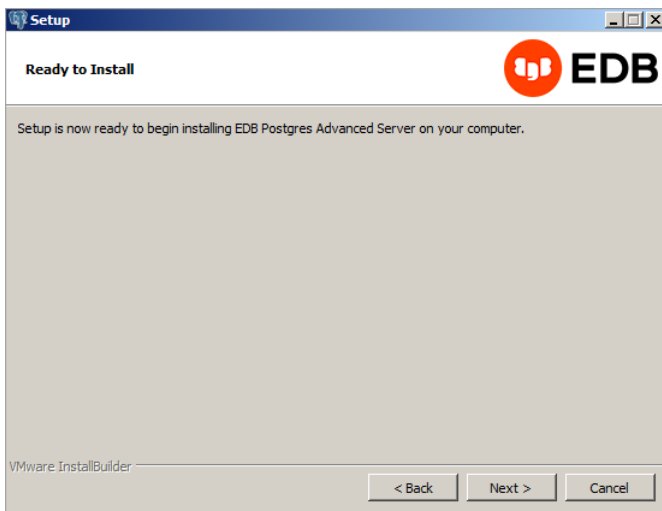 Setup
Ready to Install
EDB
Setup is now ready to begin installing EDB Postgres Advanced Server on your computer.
VMware InstallBuilder
< Back
Next >
Cancel